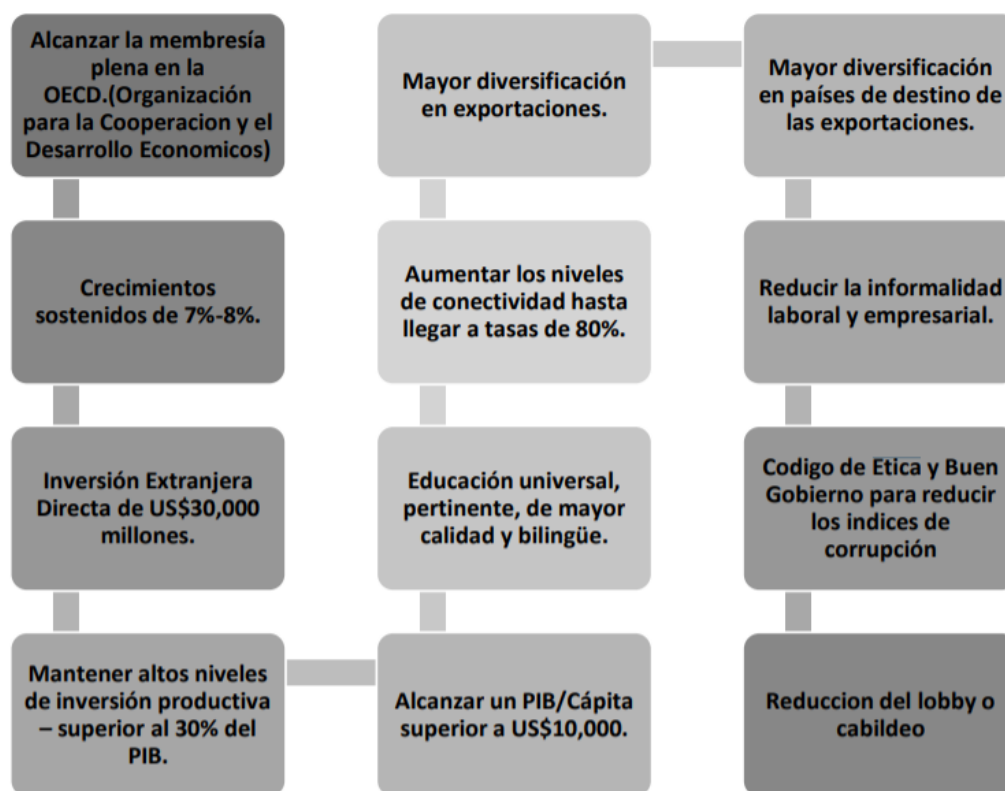 Alcanzar la membresía
plena en la
OECD.(Organización
para la Cooperacion y el
Desarrollo Economicos)
Crecimientos
sostenidos de 7%-8%.
Inversión Extranjera
Directa de US$30,000
millones.
Mantener altos niveles
de inversión productiva
– superior al 30% del
PIB.
Alcanzar un PIB/Cápita
superior a US$10,000.
Educación universal,
pertinente, de mayor
calidad y bilingüe.
Aumentar los niveles
de conectividad hasta
llegar a tasas de 80%.
Mayor diversificación
en exportaciones.
Mayor diversificación
en países de destino de
las exportaciones.
Reducir la informalidad
laboral y empresarial.
Codigo de Etica y Buen
Gobierno para reducir
los indices de
corrupción
Reduccion del lobby o
cabildeo